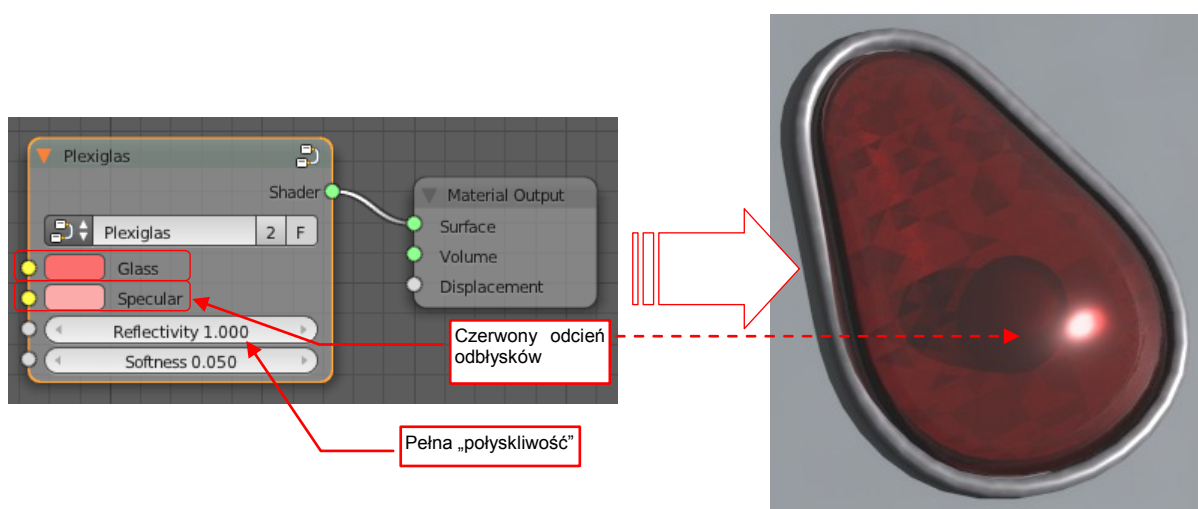 Plexiglas
Shader
Plexiglas 2 F
Glass
Specular
Reflectivity 1.000
Softness 0.050
Material Output
Surface
Volume
Displacement
Czerwony odcień
odbłysków
Pełna „połyskliwość”